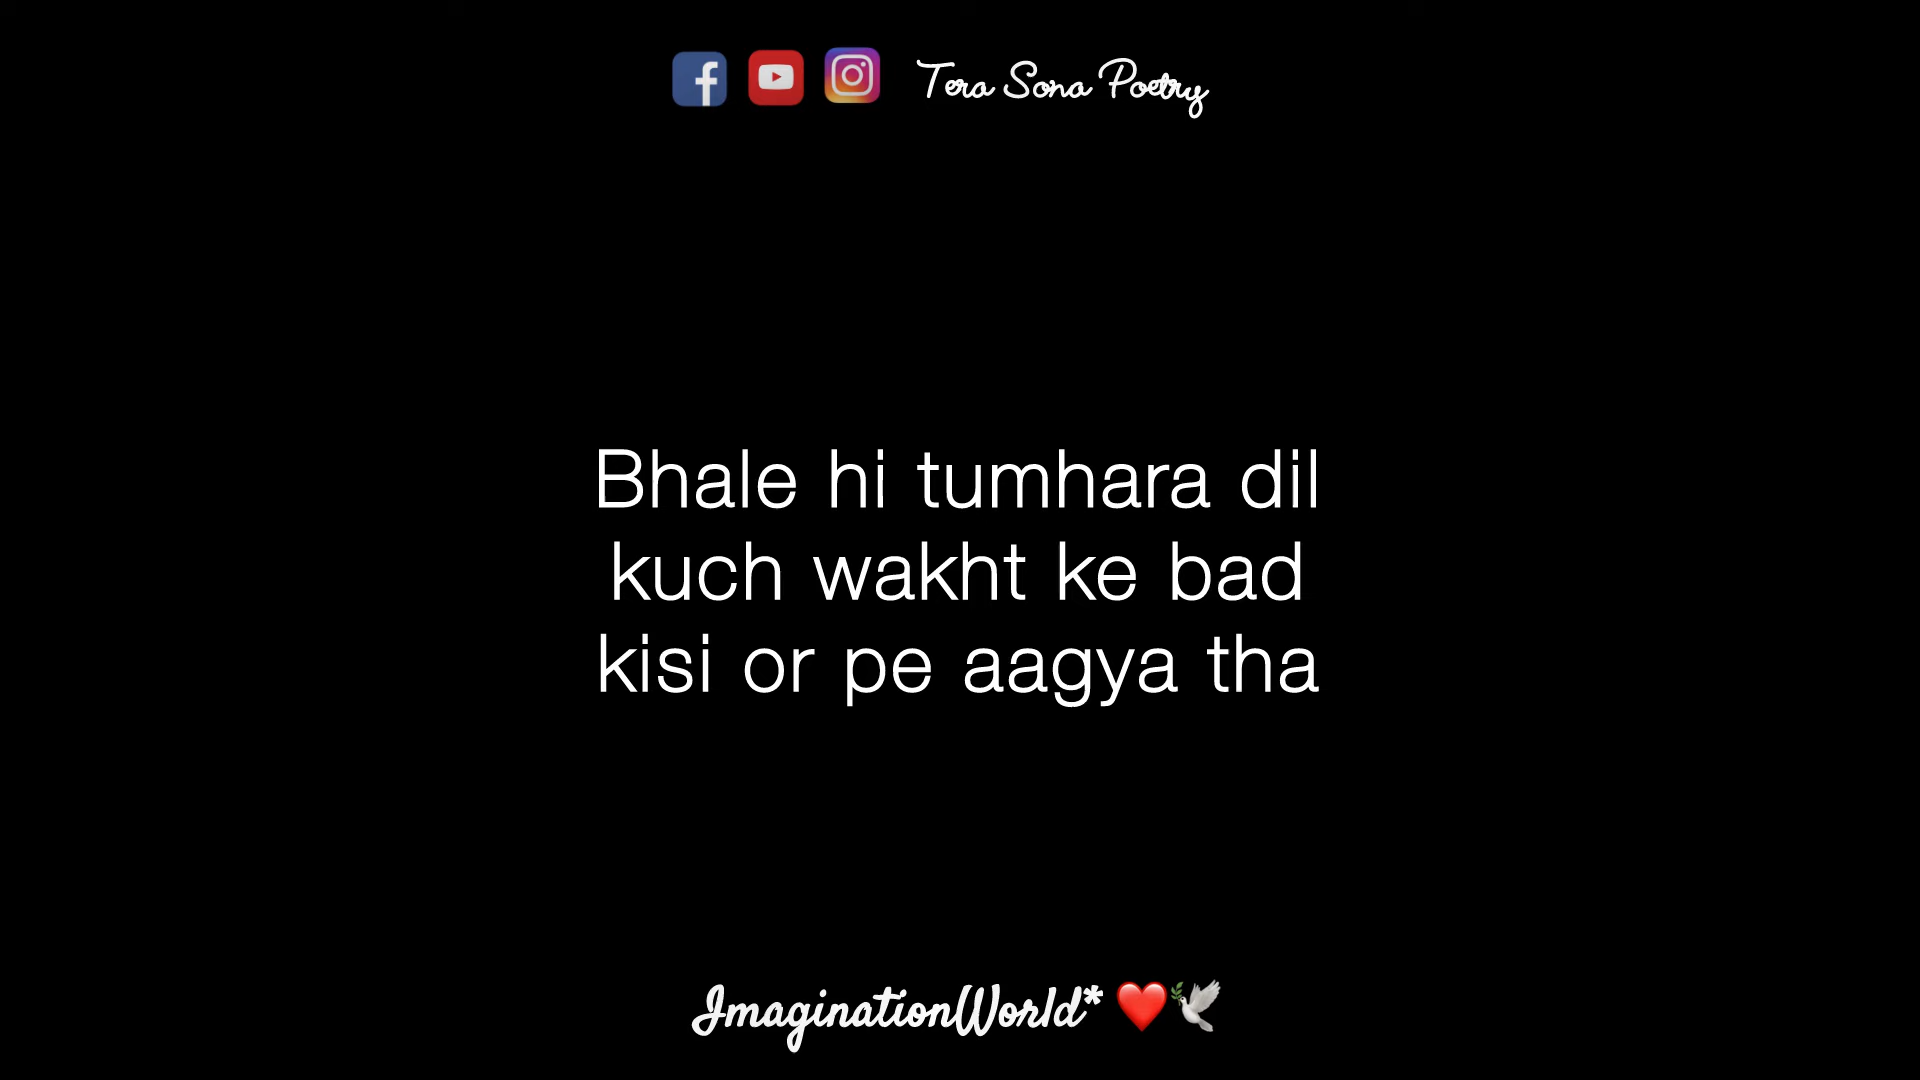 Tera Sona Poetry
Bhale hi tumhara dil
kuch wakht ke bad
kisi or pe aagya tha
ImaginationWorld* ❤️🕊️